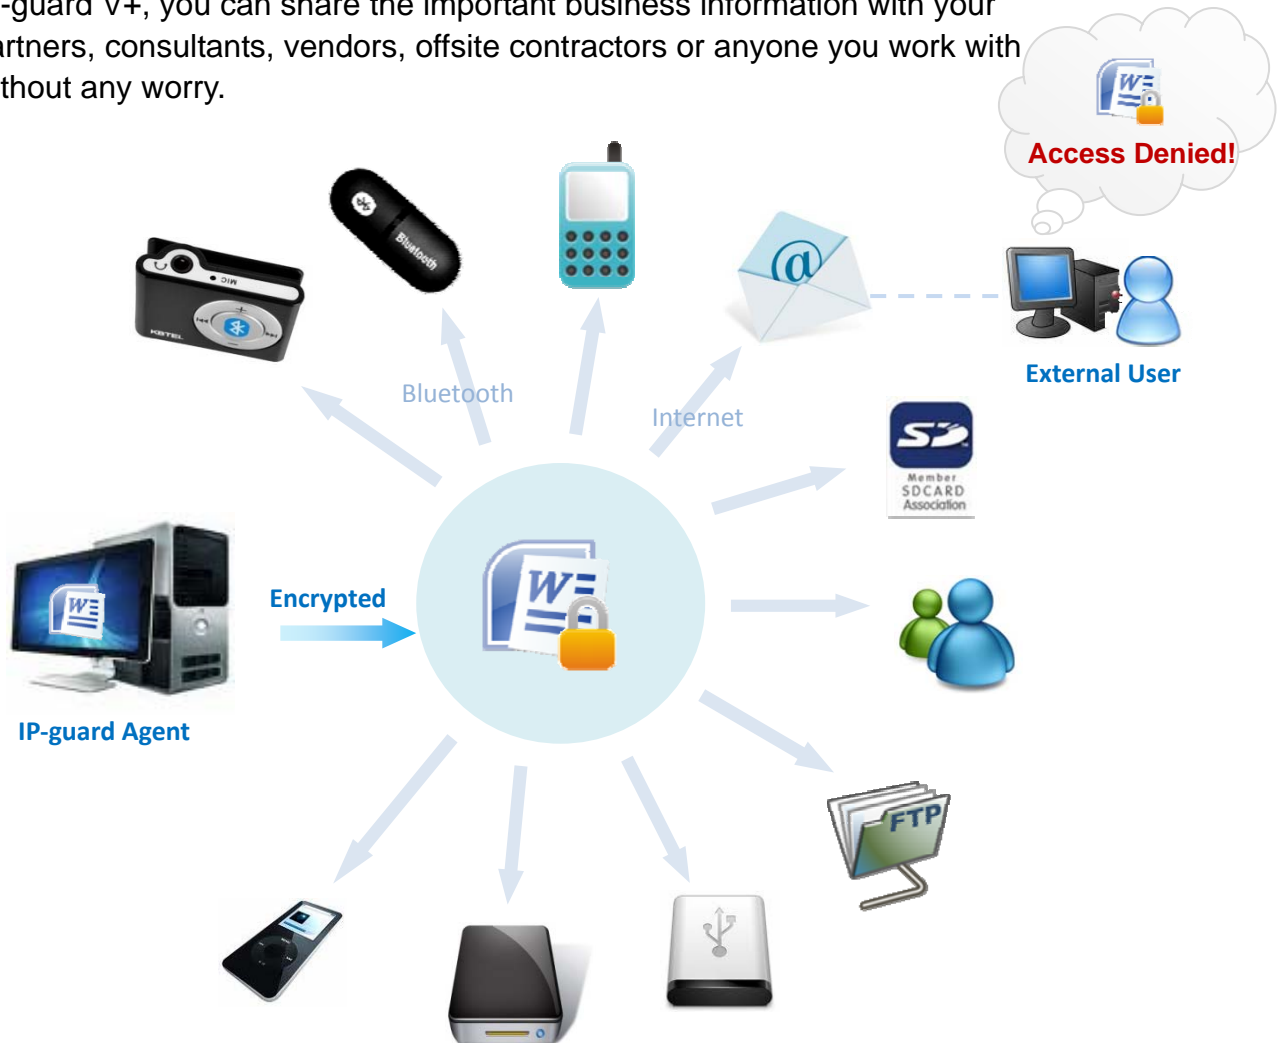 -guard V+, you can share the important business information with your
artners, consultants, vendors, offsite contractors or anyone you work with
thout any worry.
Access Denied!
Bluetooth
MIC
KBTEL
@
External User
Bluetooth
Internet
SD
Member
SDCARD
Association
W
Encrypted
W
IP-guard Agent
FTP